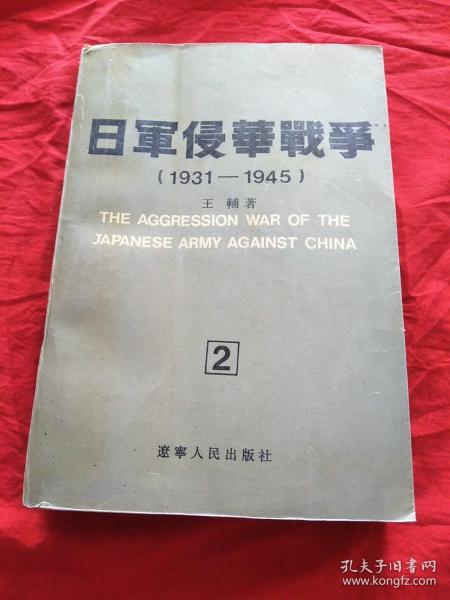 日軍侵華戰爭
(1931—1945)
王輔著
THE AGGRESSION WAR OF THE
JAPANESE ARMY AGAINST CHINA
2
遼寧人民出版社
孔夫子旧书网
www.kongfz.com